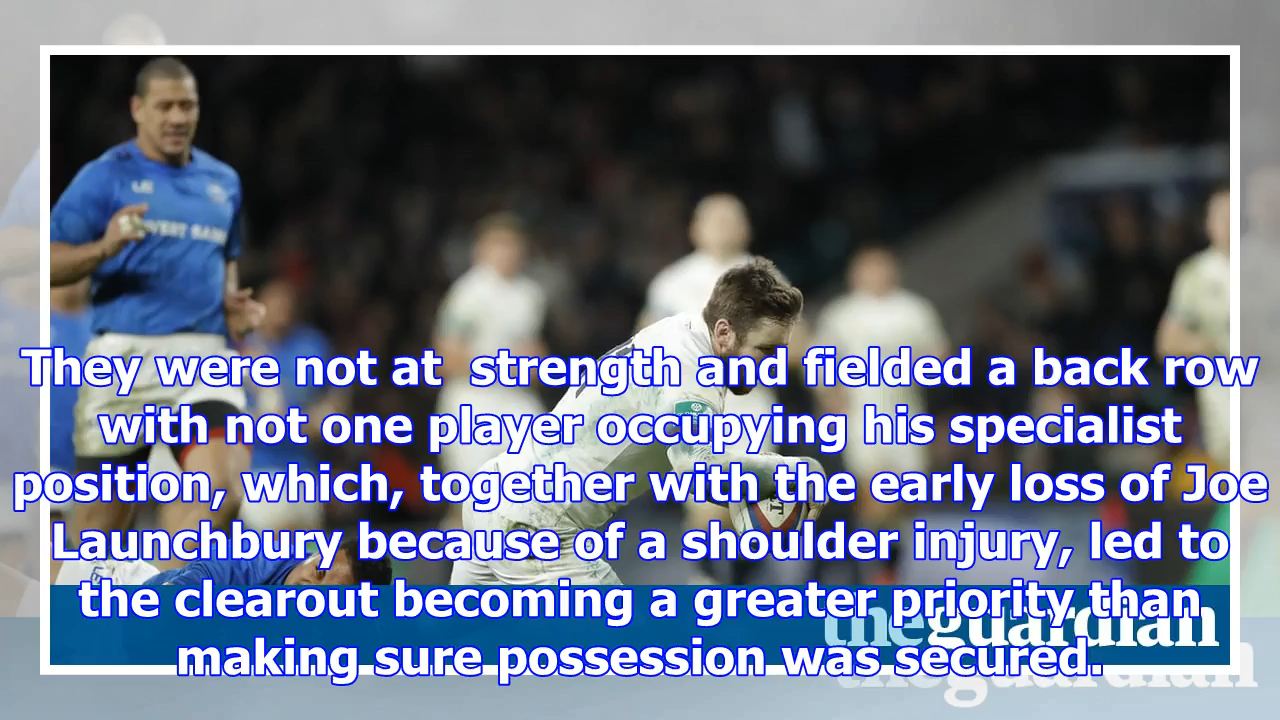 They were not at  strength and fielded a back row
with not one player occupying his specialist
position, which, together with the early loss of Joe
Launchbury because of a shoulder injury, led to
the clearout becoming a greater priority than
making sure possession was secured.
theguardian
theguardian